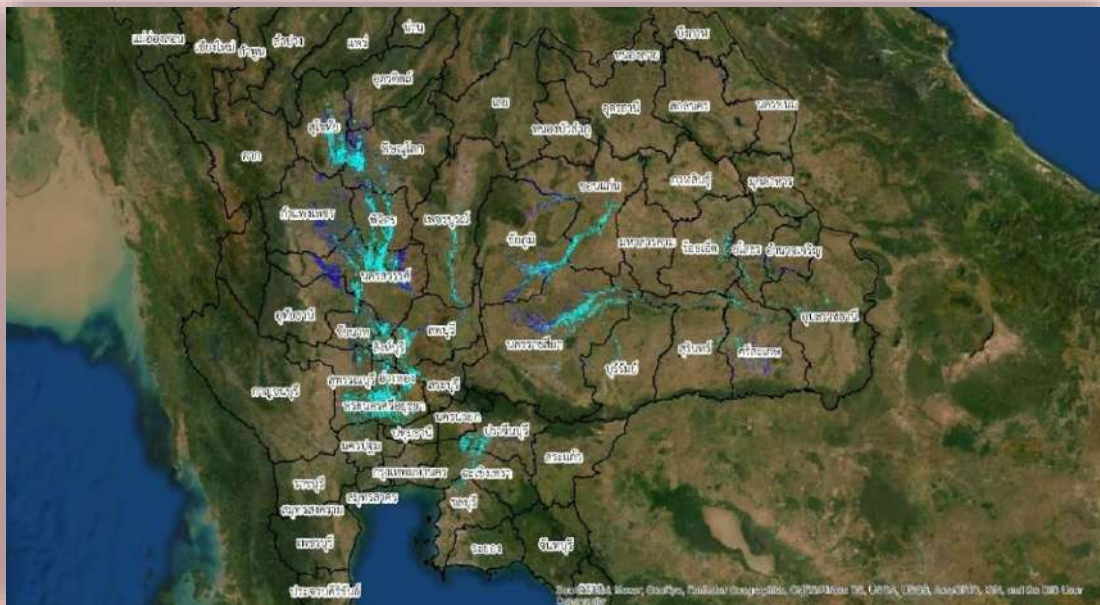 น่าน
บึงกาฬ
แม่ฮ่องสอน
เชียงใหม่
ลำพูน
ลำปาง
แพร่
หนองคาย
อุตรดิตถ์
เลย
อุดรธานี
สกลนคร
นครพนม
สุโขทัย
หนองบัวลำภู
ตาก
พิษณุโลก
ขอนแก่น
กาฬสินธุ์
มุกดาหาร
กำแพงเพชร
พิจิตร
เพชรบูรณ์
ชัยภูมิ
มหาสารคาม
ร้อยเอ็ด
ยโสธร
อำนาจเจริญ
นครสวรรค์
อุทัยธานี
อุบลราชธานี
ชัยนาท
ลพบุรี
สิงห์บุรี
นครราชสีมา
สุรินทร์
ศรีสะเกษ
บุรีรัมย์
กาญจนบุรี
สุพรรณบุรี
อ่างทอง
สระบุรี
พระนครศรีอยุธยา
นครนายก
ปทุมธานี
ปราจีนบุรี
นครปฐม
สระแก้ว
กรุงเทพมหานคร
ฉะเชิงเทรา
ราชบุรี
สมุทรสาคร
ชลบุรี
สมุทรสงคราม
เพชรบุรี
ระยอง
จันทบุรี
ประจวบคีรีขันธ์
and the GIS User
Community